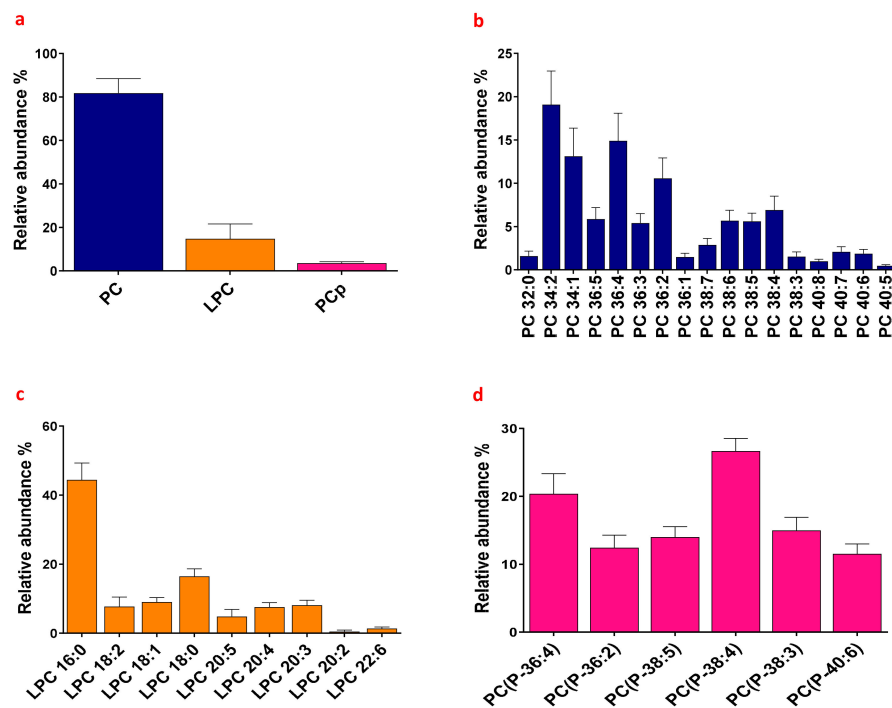 a
Relative abundance %
100
80
60
40
20
0
PC
LPC
PCp
b
Relative abundance %
25
20
15
10
5
0
PC 32:0
PC 34:2
PC 34:1
PC 36:5
PC 36:4
PC 36:3
PC 36:2
PC 36:1
PC 38:7
PC 38:6
PC 38:5
PC 38:4
PC 38:3
PC 40:8
PC 40:7
PC 40:6
PC 40:5
c
Relative abundance %
60
40
20
0
LPC 16:0
LPC 18:2
LPC 18:1
LPC 18:0
LPC 20:5
LPC 20:4
LPC 20:3
LPC 20:2
LPC 22:6
d
Relative abundance %
30
20
10
0
PC(P-36:4)
PC(P-36:2)
PC(P-38:5)
PC(P-38:4)
PC(P-38:3)
PC(P-40:6)